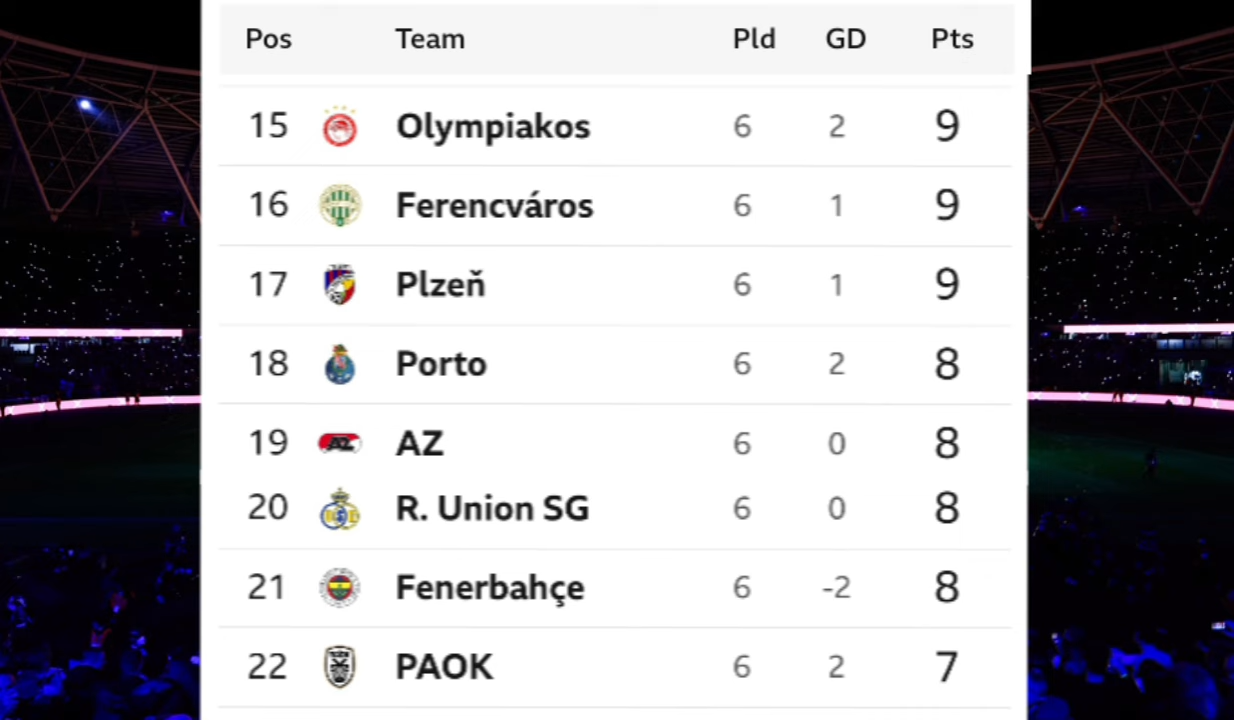 Pos Team Pld GD Pts
15 Olympiakos 6 2 9
16 Ferencváros 6 1 9
17 Plzeň 6 1 9
18 Porto 6 2 8
19 AZ 6 0 8
20 R. Union SG 6 0 8
21 Fenerbahçe 6 -2 8
22 PAOK 6 2 7